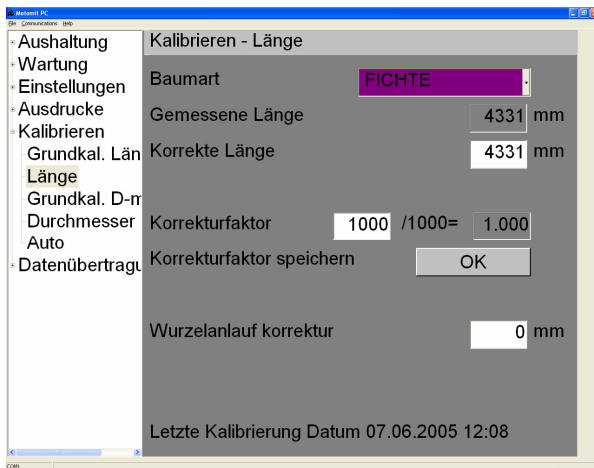 Motomit PC
File Communications Help
Aushaltung
Wartung
Einstellungen
Ausdrucke
Kalibrieren
Grundkal. Län
Länge
Grundkal. D-m
Durchmesser
Auto
Datenübertragu
Kalibrieren - Länge
Baumart FICHTE
Gemessene Länge 4331 mm
Korrekte Länge 4331 mm
Korrekturfaktor 1000 /1000= 1.000
Korrekturfaktor speichern OK
Wurzelanlauf korrektur 0 mm
Letzte Kalibrierung Datum 07.06.2005 12:08
COM1